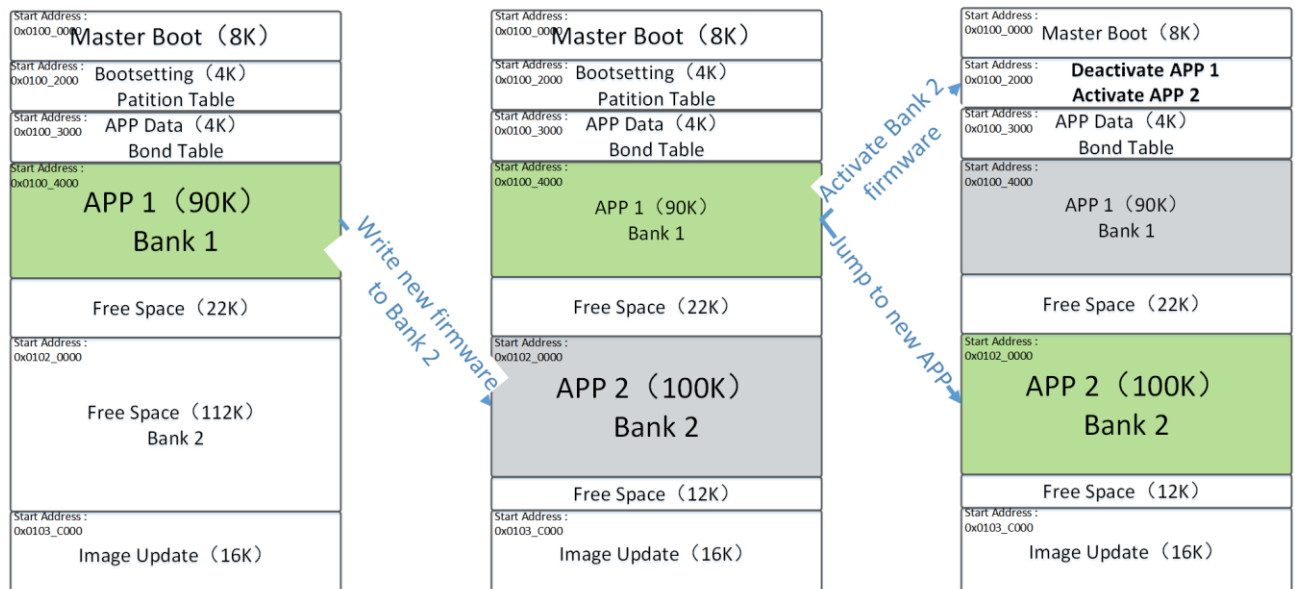 Start Address :
0x0100_0000
Master Boot（8K）
Start Address :
0x0100_2000
Bootsetting（4K）
Patition Table
Start Address :
0x0100_3000
APP Data（4K）
Bond Table
Start Address :
0x0100_4000
APP 1（90K）
Bank 1
Free Space（22K）
Start Address :
0x0102_0000
Free Space（112K）
Bank 2
Start Address :
0x0103_C000
Image Update（16K）
Write new firmware
to Bank 2
Start Address :
0x0100_0000
Master Boot（8K）
Start Address :
0x0100_2000
Bootsetting（4K）
Patition Table
Start Address :
0x0100_3000
APP Data（4K）
Bond Table
Start Address :
0x0100_4000
APP 1（90K）
Bank 1
Free Space（22K）
Start Address :
0x0102_0000
APP 2（100K）
Bank 2
Free Space（12K）
Start Address :
0x0103_C000
Image Update（16K）
Activate Bank 2
firmware
Jump to new APP
Start Address :
0x0100_0000
Master Boot（8K）
Start Address :
0x0100_2000
Deactivate APP 1
Activate APP 2
Start Address :
0x0100_3000
APP Data（4K）
Bond Table
Start Address :
0x0100_4000
APP 1（90K）
Bank 1
Free Space（22K）
Start Address :
0x0102_0000
APP 2（100K）
Bank 2
Free Space（12K）
Start Address :
0x0103_C000
Image Update（16K）